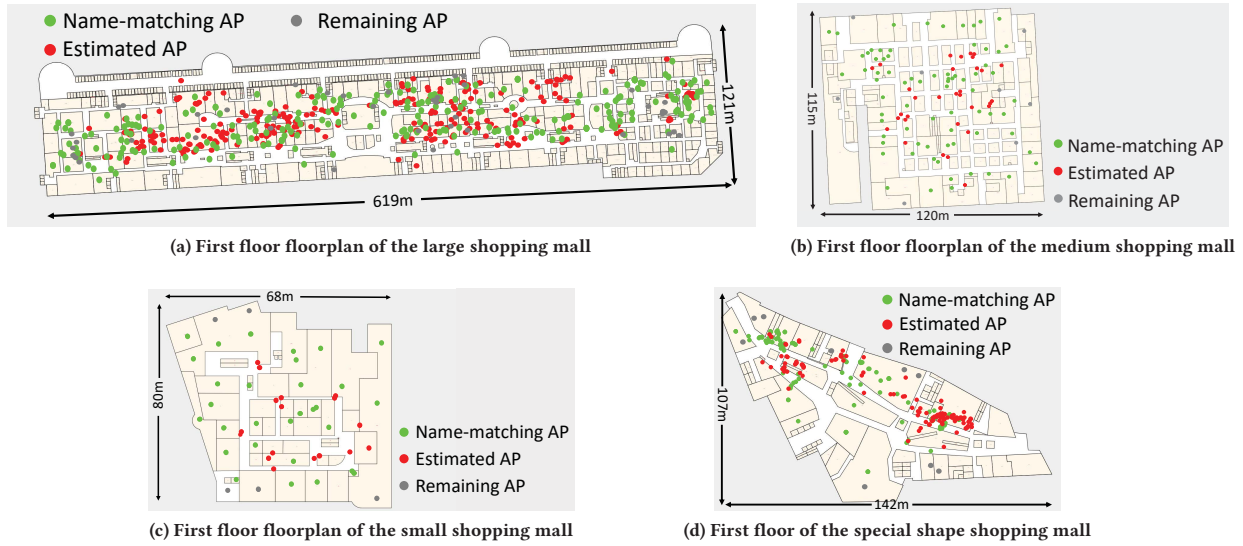 Name-matching AP
Remaining AP
Estimated AP
121m
619m
(a) First floor floorplan of the large shopping mall
115m
Name-matching AP
Estimated AP
Remaining AP
120m
(b) First floor floorplan of the medium shopping mall
68m
80m
Name-matching AP
Estimated AP
Remaining AP
(c) First floor floorplan of the small shopping mall
Name-matching AP
Estimated AP
Remaining AP
107m
142m
(d) First floor of the special shape shopping mall